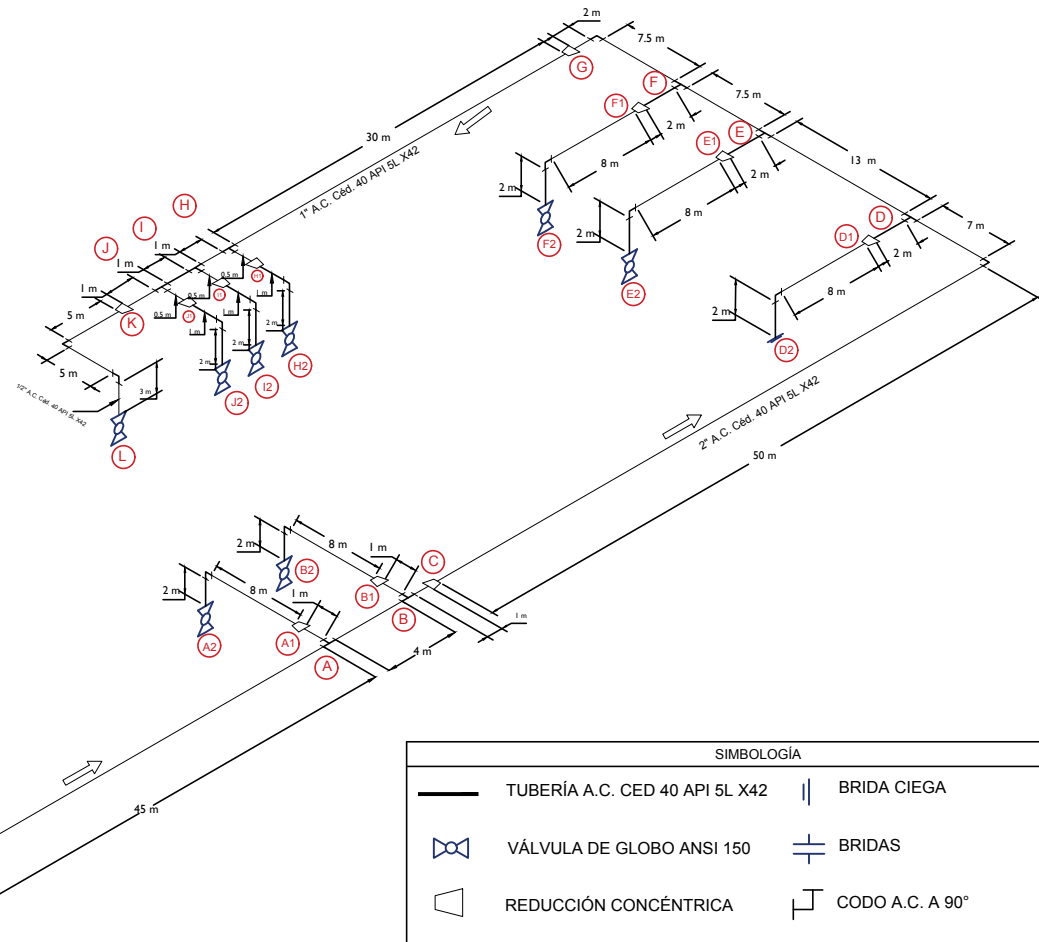 2 m
7.5 m
G
F
7.5 m
F1
2 m
E
30 m
E1
2 m
13 m
8 m
1" A.C. Céd. 40 API 5L X42
2 m
D
F2
8 m
7 m
2 m
D1
2 m
E2
8 m
2 m
D2
H
I
J
1 m
1 m
1 m
0.5 m
H1
0.5 m
I1
1 m
0.5 m
J1
1 m
1 m
K
5 m
2 m
H2
2 m
I2
2 m
J2
5 m
3 m
1/2" A.C. Céd. 40 API 5L X42
L
2" A.C. Céd. 40 API 5L X42
50 m
8 m
1 m
C
2 m
B2
B1
B
8 m
1 m
2 m
A2
A1
A
1 m
4 m
45 m
SIMBOLOGÍA
TUBERÍA A.C. CED 40 API 5L X42
BRIDA CIEGA
VÁLVULA DE GLOBO ANSI 150
BRIDAS
REDUCCIÓN CONCÉNTRICA
CODO A.C. A 90°